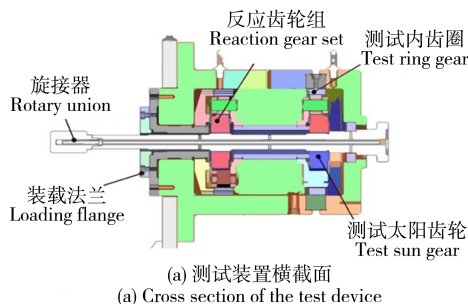 反应齿轮组
Reaction gear set
测试内齿圈
Test ring gear
旋接器
Rotary union
装载法兰
Loading flange
测试太阳齿轮
Test sun gear
(a) 测试装置横截面
(a) Cross section of the test device